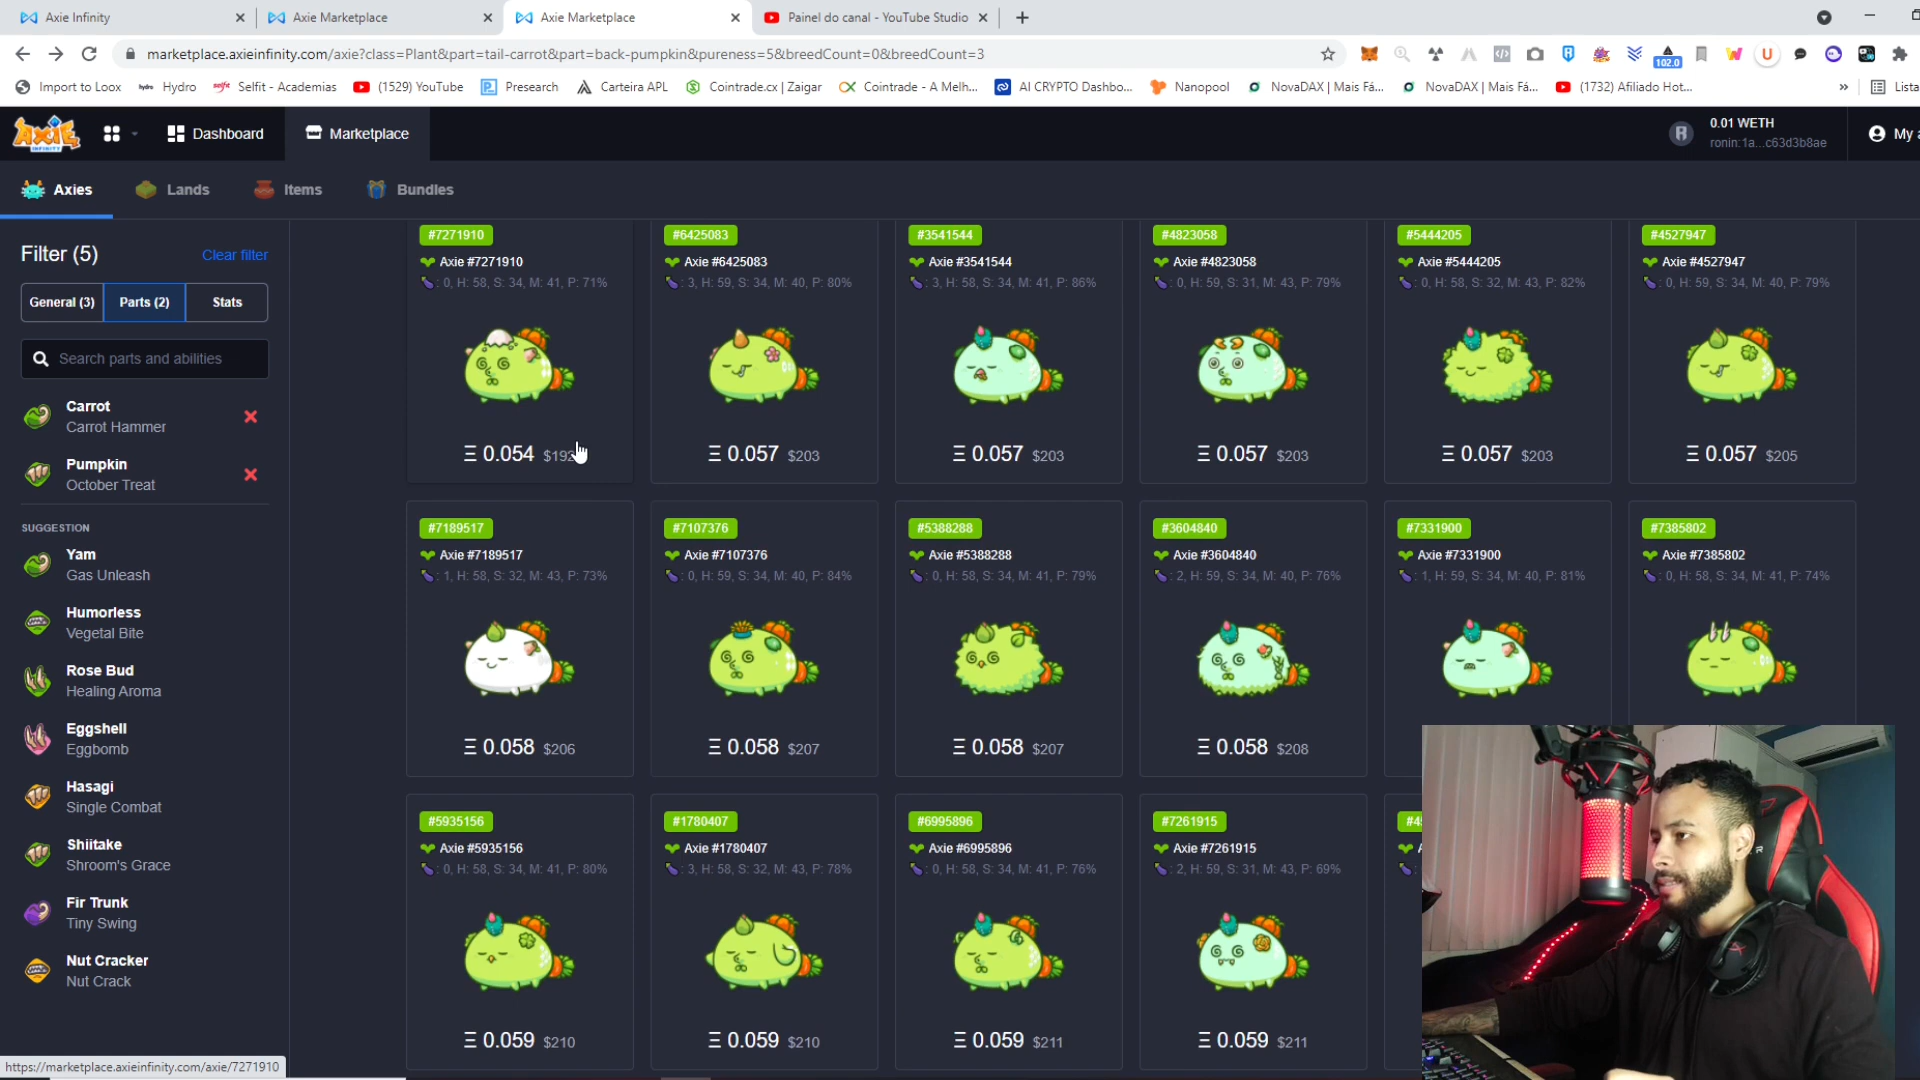 Axie Infinity
Axie Marketplace
Axie Marketplace
Painel do canal - YouTube Studio
marketplace.axieinfinity.com/axie?class=Plant&part=tail-carrot&part=back-pumpkin&pureness=5&breedCount=0&breedCount=3
102.0
Import to Loox
Hydro
Selfit - Academias
(1529) YouTube
Presearch
Carteira APL
Cointrade.cx | Zaigar
Cointrade - A Melh...
AI CRYPTO Dashbo...
Nanopool
NovaDAX | Mais Fá...
NovaDAX | Mais Fá...
(1732) Afiliado Hot...
Lista
AXIE
INFINITY
Dashboard
Marketplace
0.01 WETH
ronin:1a...c63d3b8ae
My a
Axies
Lands
Items
Bundles
Filter (5)
Clear filter
General (3)
Parts (2)
Stats
Search parts and abilities
Carrot
Carrot Hammer
Pumpkin
October Treat
SUGGESTION
Yam
Gas Unleash
Humorless
Vegetal Bite
Rose Bud
Healing Aroma
Eggshell
Eggbomb
Hasagi
Single Combat
Shiitake
Shroom's Grace
Fir Trunk
Tiny Swing
Nut Cracker
Nut Crack
#7271910
Axie #7271910
: 0, H: 58, S: 34, M: 41, P: 71%
Ξ 0.054 $192
#6425083
Axie #6425083
: 3, H: 59, S: 34, M: 40, P: 80%
Ξ 0.057 $203
#3541544
Axie #3541544
: 3, H: 58, S: 34, M: 41, P: 86%
Ξ 0.057 $203
#4823058
Axie #4823058
: 0, H: 59, S: 31, M: 43, P: 79%
Ξ 0.057 $203
#5444205
Axie #5444205
: 0, H: 58, S: 32, M: 43, P: 82%
Ξ 0.057 $203
#4527947
Axie #4527947
: 0, H: 59, S: 34, M: 40, P: 79%
Ξ 0.057 $205
#7189517
Axie #7189517
: 1, H: 58, S: 32, M: 43, P: 73%
Ξ 0.058 $206
#7107376
Axie #7107376
: 0, H: 59, S: 34, M: 40, P: 84%
Ξ 0.058 $207
#5388288
Axie #5388288
: 0, H: 58, S: 34, M: 41, P: 79%
Ξ 0.058 $207
#3604840
Axie #3604840
: 2, H: 59, S: 34, M: 40, P: 76%
Ξ 0.058 $208
#7331900
Axie #7331900
: 1, H: 59, S: 34, M: 40, P: 81%
#7385802
Axie #7385802
: 0, H: 58, S: 34, M: 41, P: 74%
#5935156
Axie #5935156
: 0, H: 58, S: 34, M: 41, P: 80%
Ξ 0.059 $210
#1780407
Axie #1780407
: 3, H: 58, S: 32, M: 43, P: 78%
Ξ 0.059 $210
#6995896
Axie #6995896
: 0, H: 58, S: 34, M: 41, P: 76%
Ξ 0.059 $211
#7261915
Axie #7261915
: 2, H: 59, S: 31, M: 43, P: 69%
Ξ 0.059 $211
https://marketplace.axieinfinity.com/axie/7271910